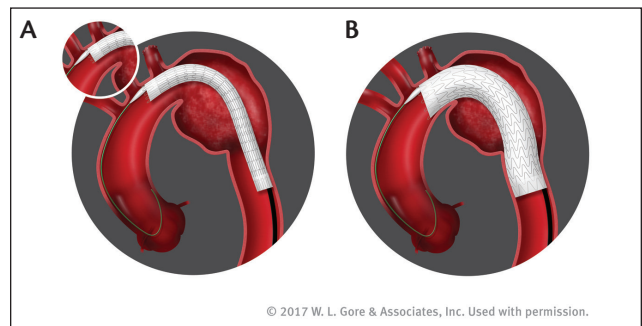 A
B
© 2017 W. L. Gore & Associates, Inc. Used with permission.